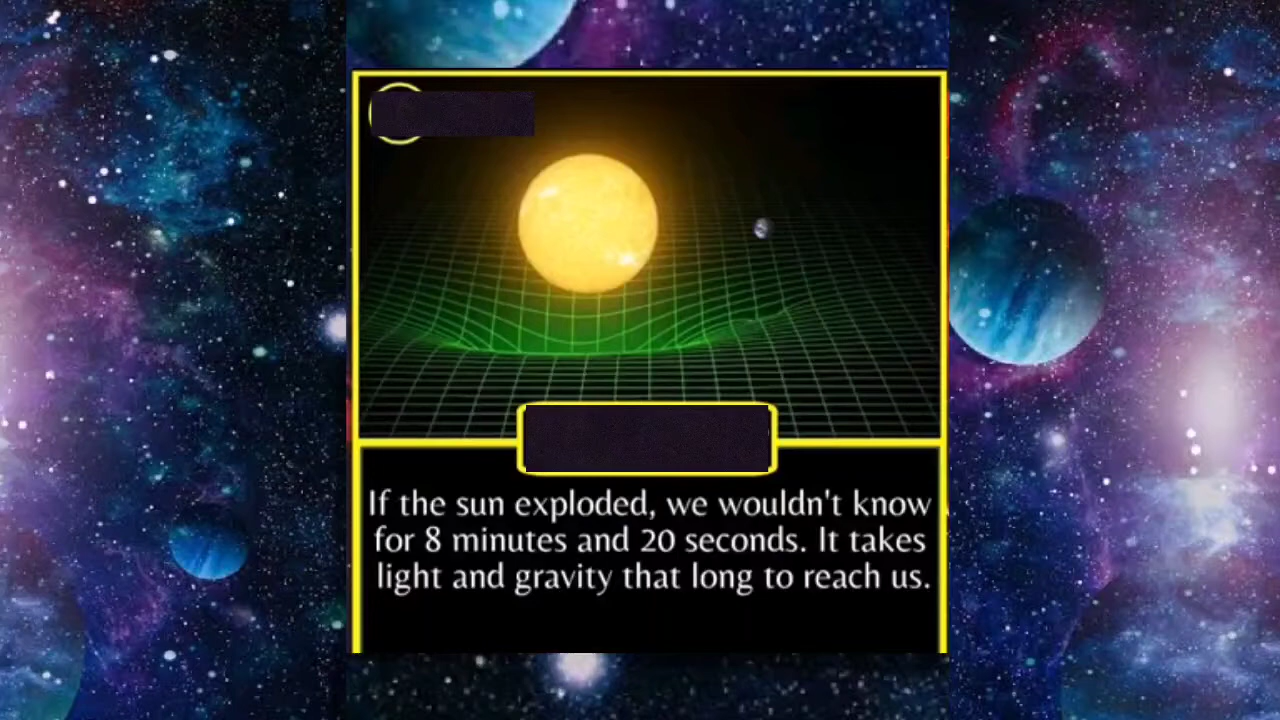 If the sun exploded, we wouldn't know
for 8 minutes and 20 seconds. It takes
light and gravity that long to reach us.